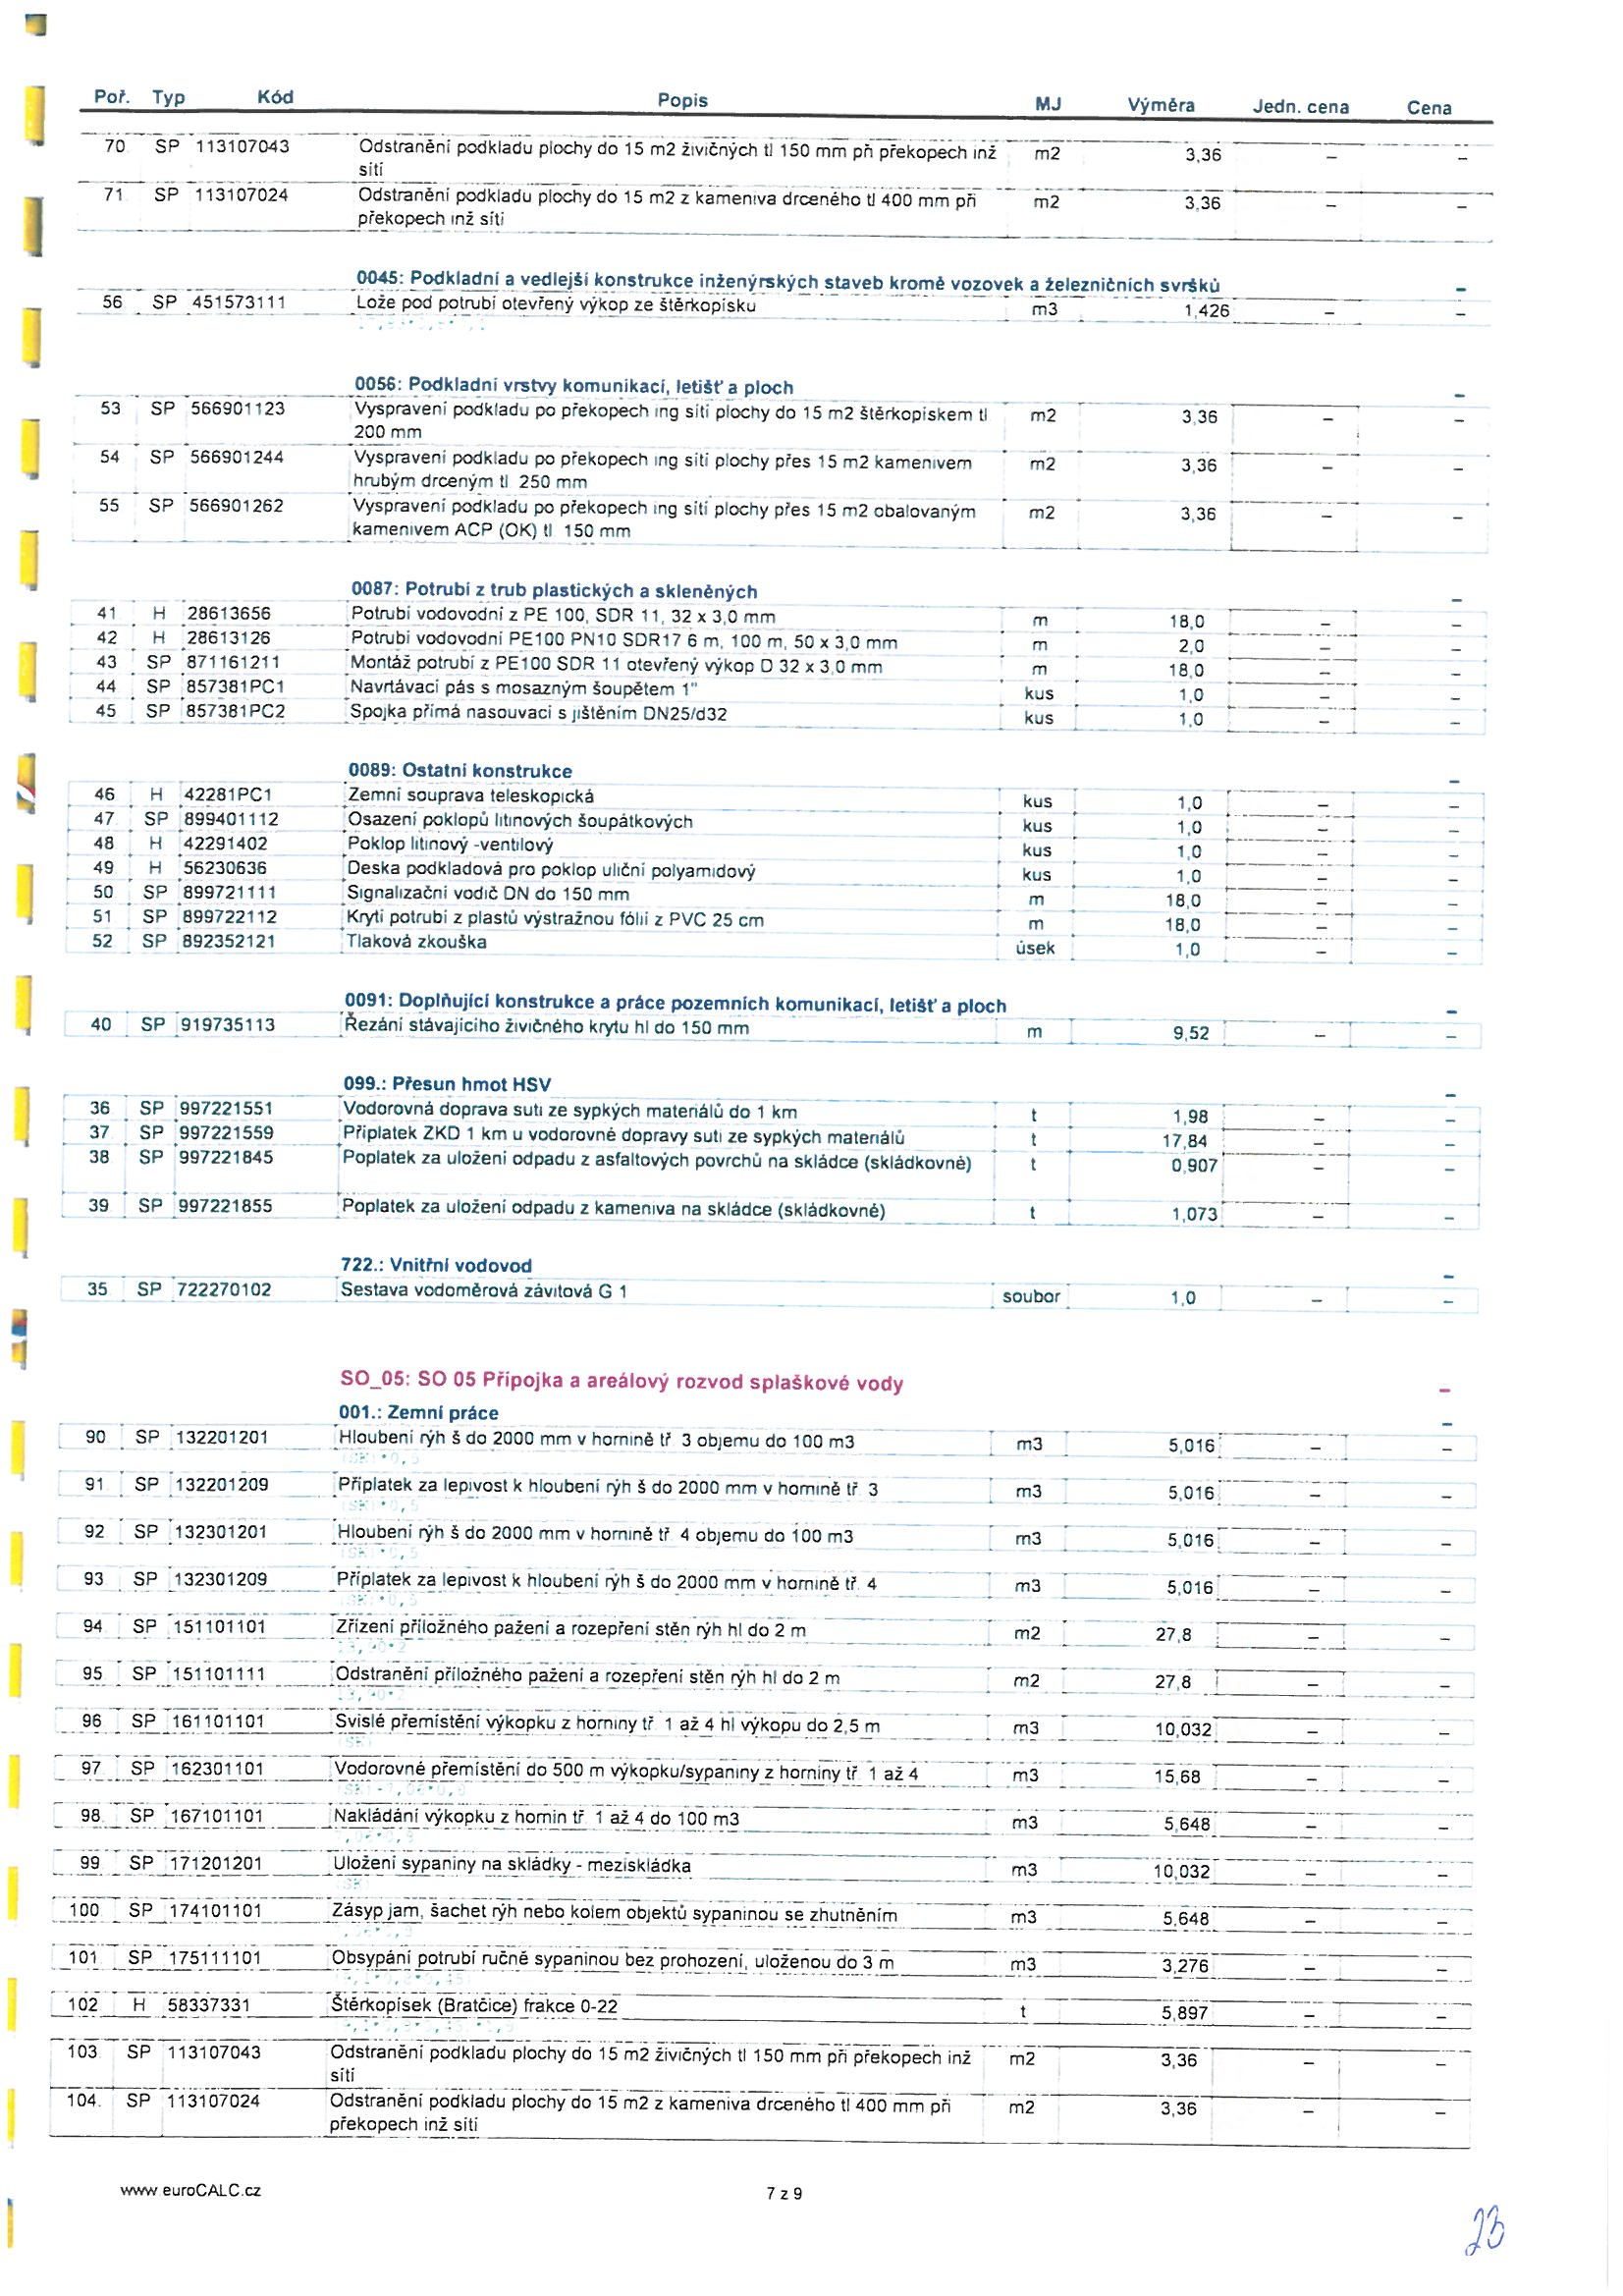 Poř. Typ Kód Popis MJ Výměra Jedn. cena Cena
70 SP 113107043 Odstranění podkladu plochy do 15 m2 živičných tl 150 mm při překopech inž m2 3,36 – –
sítí
71 SP 113107024 Odstranění podkladu plochy do 15 m2 z kameniva drceného tl 400 mm při m2 3,36 – –
překopech inž sítí
0045: Podkladní a vedlejší konstrukce inženýrských staveb kromě vozovek a železničních svršků –
56 SP 451573111 Lože pod potrubí otevřený výkop ze štěrkopísku m3 1,426 – –
0056: Podkladní vrstvy komunikací, letišť a ploch –
53 SP 566901123 Vyspravení podkladu po překopech ing sítí plochy do 15 m2 štěrkopískem tl m2 3,36 – –
200 mm
54 SP 566901244 Vyspravení podkladu po překopech ing sítí plochy přes 15 m2 kamenivem m2 3,36 – –
hrubým drceným tl 250 mm
55 SP 566901262 Vyspravení podkladu po překopech ing sítí plochy přes 15 m2 obalovaným m2 3,36 – –
kamenivem ACP (OK) tl 150 mm
0087: Potrubí z trub plastických a skleněných –
41 H 28613656 Potrubí vodovodní z PE 100, SDR 11, 32 x 3,0 mm m 18,0 – –
42 H 28613126 Potrubí vodovodní PE100 PN10 SDR17 6 m, 100 m, 50 x 3,0 mm m 2,0 – –
43 SP 871161211 Montáž potrubí z PE100 SDR 11 otevřený výkop D 32 x 3,0 mm m 18,0 – –
44 SP 857381PC1 Navrtávací pás s mosazným šoupětem 1" kus 1,0 – –
45 SP 857381PC2 Spojka přímá nasouvací s jištěním DN25/d32 kus 1,0 – –
0089: Ostatní konstrukce –
46 H 42281PC1 Zemní souprava teleskopická kus 1,0 – –
47 SP 899401112 Osazení poklopů litinových šoupátkových kus 1,0 – –
48 H 42291402 Poklop litinový -ventilový kus 1,0 – –
49 H 56230636 Deska podkladová pro poklop uliční polyamidový kus 1,0 – –
50 SP 899721111 Signalizační vodič DN do 150 mm m 18,0 – –
51 SP 899722112 Krytí potrubí z plastů výstražnou fólií z PVC 25 cm m 18,0 – –
52 SP 892352121 Tlaková zkouška úsek 1,0 – –
0091: Doplňující konstrukce a práce pozemních komunikací, letišť a ploch –
40 SP 919735113 Řezání stávajícího živičného krytu hl do 150 mm m 9,52 – –
099.: Přesun hmot HSV –
36 SP 997221551 Vodorovná doprava suti ze sypkých materiálů do 1 km t 1,98 – –
37 SP 997221559 Příplatek ZKD 1 km u vodorovné dopravy suti ze sypkých materiálů t 17,84 – –
38 SP 997221845 Poplatek za uložení odpadu z asfaltových povrchů na skládce (skládkovné) t 0,907 – –
39 SP 997221855 Poplatek za uložení odpadu z kameniva na skládce (skládkovné) t 1,073 – –
722.: Vnitřní vodovod –
35 SP 722270102 Sestava vodoměrová závitová G 1 soubor 1,0 – –
SO_05: SO 05 Přípojka a areálový rozvod splaškové vody –
001.: Zemní práce –
90 SP 132201201 Hloubení rýh š do 2000 mm v hornině tř. 3 objemu do 100 m3 m3 5,016 – –
91 SP 132201209 Příplatek za lepivost k hloubení rýh š do 2000 mm v hornině tř. 3 m3 5,016 – –
92 SP 132301201 Hloubení rýh š do 2000 mm v hornině tř. 4 objemu do 100 m3 m3 5,016 – –
93 SP 132301209 Příplatek za lepivost k hloubení rýh š do 2000 mm v hornině tř. 4 m3 5,016 – –
94 SP 151101101 Zřízení příložného pažení a rozepření stěn rýh hl do 2 m m2 27,8 – –
95 SP 151101111 Odstranění příložného pažení a rozepření stěn rýh hl do 2 m m2 27,8 – –
96 SP 161101101 Svislé přemístění výkopku z horniny tř. 1 až 4 hl výkopu do 2,5 m m3 10,032 – –
97 SP 162301101 Vodorovné přemístění do 500 m výkopku/sypaniny z horniny tř. 1 až 4 m3 15,68 – –
98 SP 167101101 Nakládání výkopku z hornin tř. 1 až 4 do 100 m3 m3 5,648 – –
99 SP 171201201 Uložení sypaniny na skládky - meziskládka m3 10,032 – –
100 SP 174101101 Zásyp jam, šachet rýh nebo kolem objektů sypaninou se zhutněním m3 5,648 – –
101 SP 175111101 Obsypání potrubí ručně sypaninou bez prohození, uloženou do 3 m m3 3,276 – –
102 H 58337331 Štěrkopísek (Bratčice) frakce 0-22 t 5,897 – –
103 SP 113107043 Odstranění podkladu plochy do 15 m2 živičných tl 150 mm při překopech inž m2 3,36 – –
sítí
104. SP 113107024 Odstranění podkladu plochy do 15 m2 z kameniva drceného tl 400 mm při m2 3,36 – –
překopech inž sítí
www.euroCALC.cz 7 z 9
23